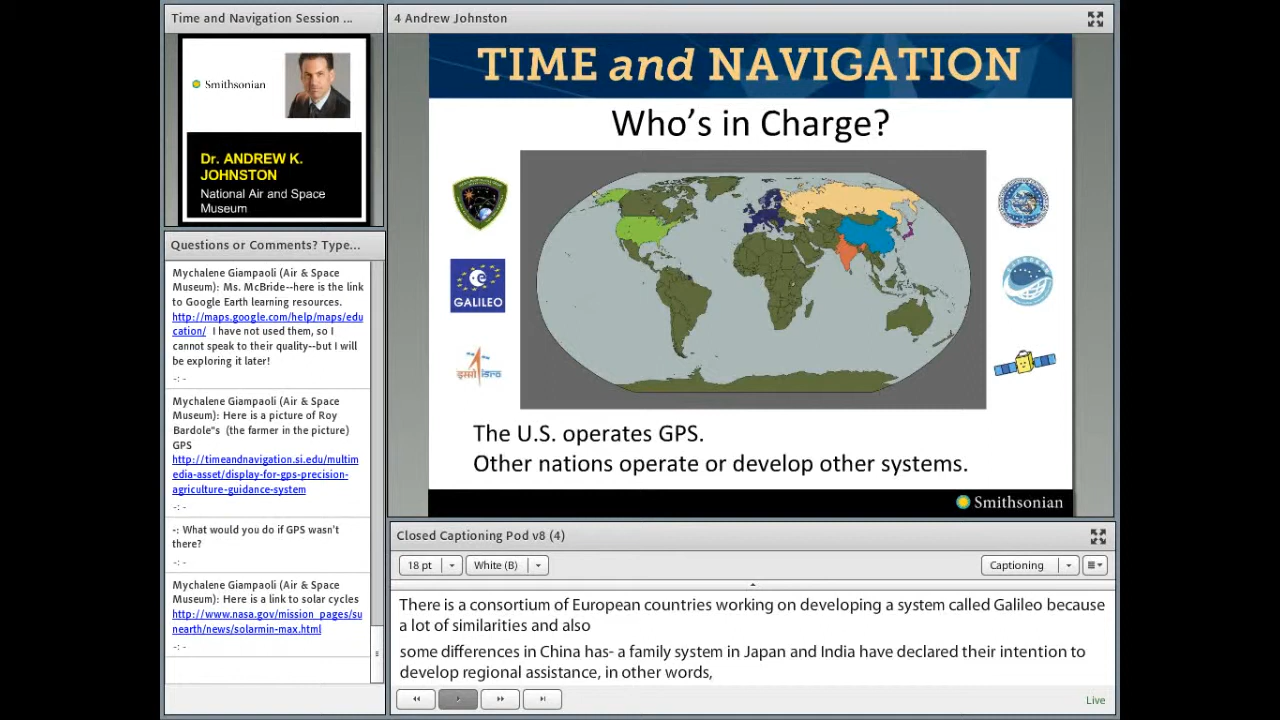 Time and Navigation Session ...
Smithsonian
Dr. ANDREW K.
JOHNSTON
National Air and Space
Museum
Questions or Comments? Type...
Mychalene Giampaoli (Air & Space
Museum): Ms. McBride--here is the link
to Google Earth learning resources.
http://maps.google.com/help/maps/edu
cation/ I have not used them, so I
cannot speak to their quality--but I will
be exploring it later!
-: -
Mychalene Giampaoli (Air & Space
Museum): Here is a picture of Roy
Bardole"s (the farmer in the picture)
GPS
http://timeandnavigation.si.edu/multim
edia-asset/display-for-gps-precision-
agriculture-guidance-system
-: -
-: What would you do if GPS wasn't
there?
-: -
Mychalene Giampaoli (Air & Space
Museum): Here is a link to solar cycles
http://www.nasa.gov/mission_pages/su
nearth/news/solarmin-max.html
-: -
4 Andrew Johnston
TIME and NAVIGATION
Who's in Charge?
GALILEO
इसरो isro
The U.S. operates GPS.
Other nations operate or develop other systems.
Smithsonian
Closed Captioning Pod v8 (4)
18 pt
White (B)
Captioning
There is a consortium of European countries working on developing a system called Galileo because
a lot of similarities and also
some differences in China has- a family system in Japan and India have declared their intention to
develop regional assistance, in other words,
Live